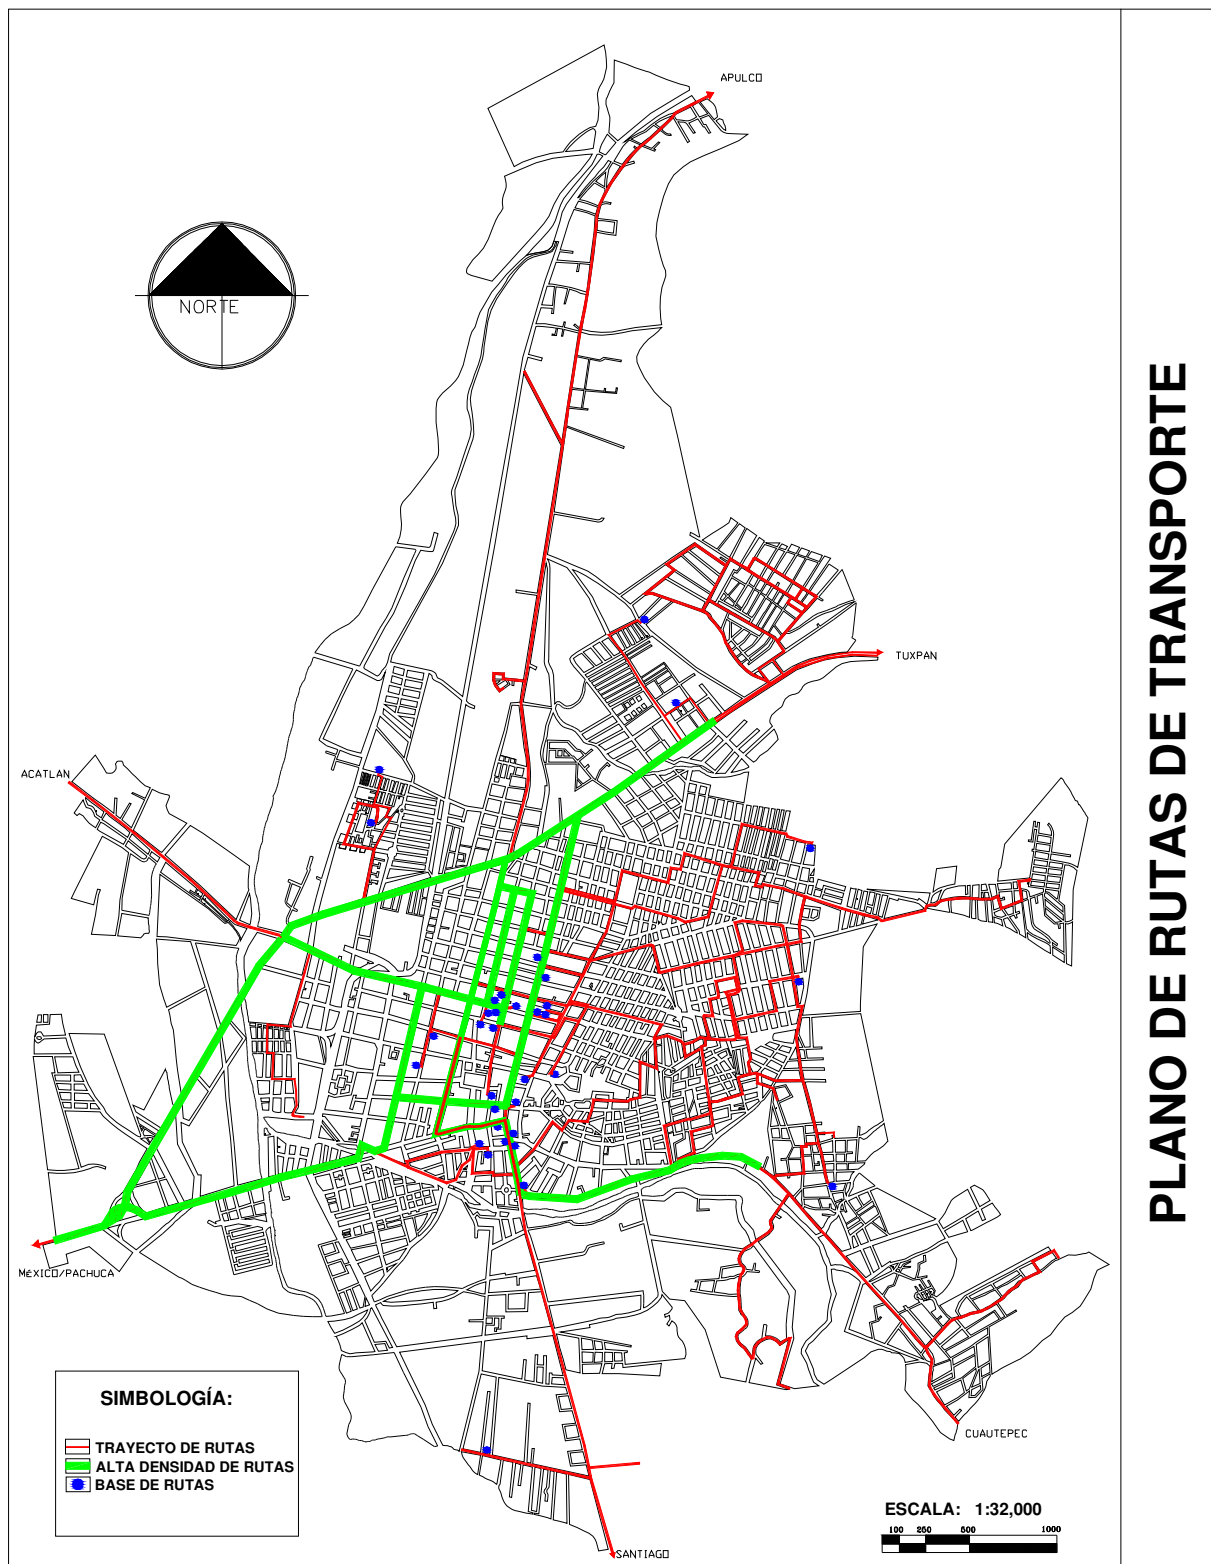 APULCO
NORTE
TUXPAN
ACATLAN
MéXICO/PACHUCA
CUAUTEPEC
SANTIAGO
SIMBOLOGÍA:
TRAYECTO DE RUTAS
ALTA DENSIDAD DE RUTAS
BASE DE RUTAS
ESCALA: 1:32,000
100 250 500 1000
PLANO DE RUTAS DE TRANSPORTE